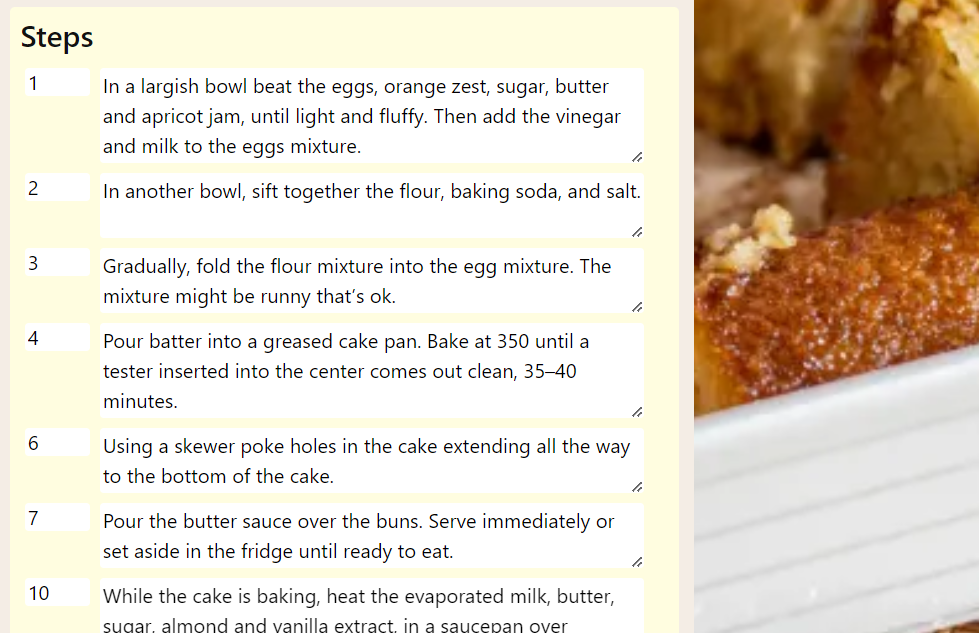 Steps
1
In a largish bowl beat the eggs, orange zest, sugar, butter
and apricot jam, until light and fluffy. Then add the vinegar
and milk to the eggs mixture.
2
In another bowl, sift together the flour, baking soda, and salt.
3
Gradually, fold the flour mixture into the egg mixture. The
mixture might be runny that's ok.
4
Pour batter into a greased cake pan. Bake at 350 until a
tester inserted into the center comes out clean, 35–40
minutes.
6
Using a skewer poke holes in the cake extending all the way
to the bottom of the cake.
7
Pour the butter sauce over the buns. Serve immediately or
set aside in the fridge until ready to eat.
10
While the cake is baking, heat the evaporated milk, butter,
sugar, almond and vanilla extract, in a saucepan over